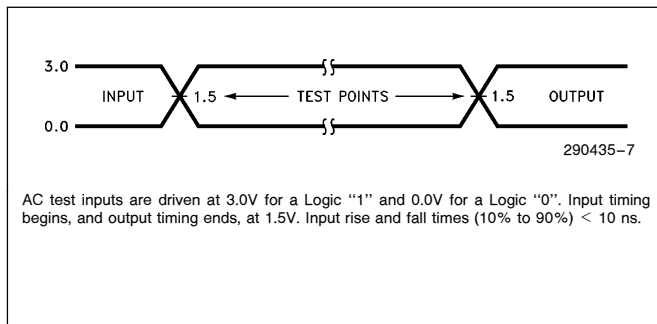 3.0
INPUT 1.5 TEST POINTS 1.5 OUTPUT
0.0
290435–7
AC test inputs are driven at 3.0V for a Logic ‘‘1’’ and 0.0V for a Logic ‘‘0’’. Input timing
begins, and output timing ends, at 1.5V. Input rise and fall times (10% to 90%) < 10 ns.